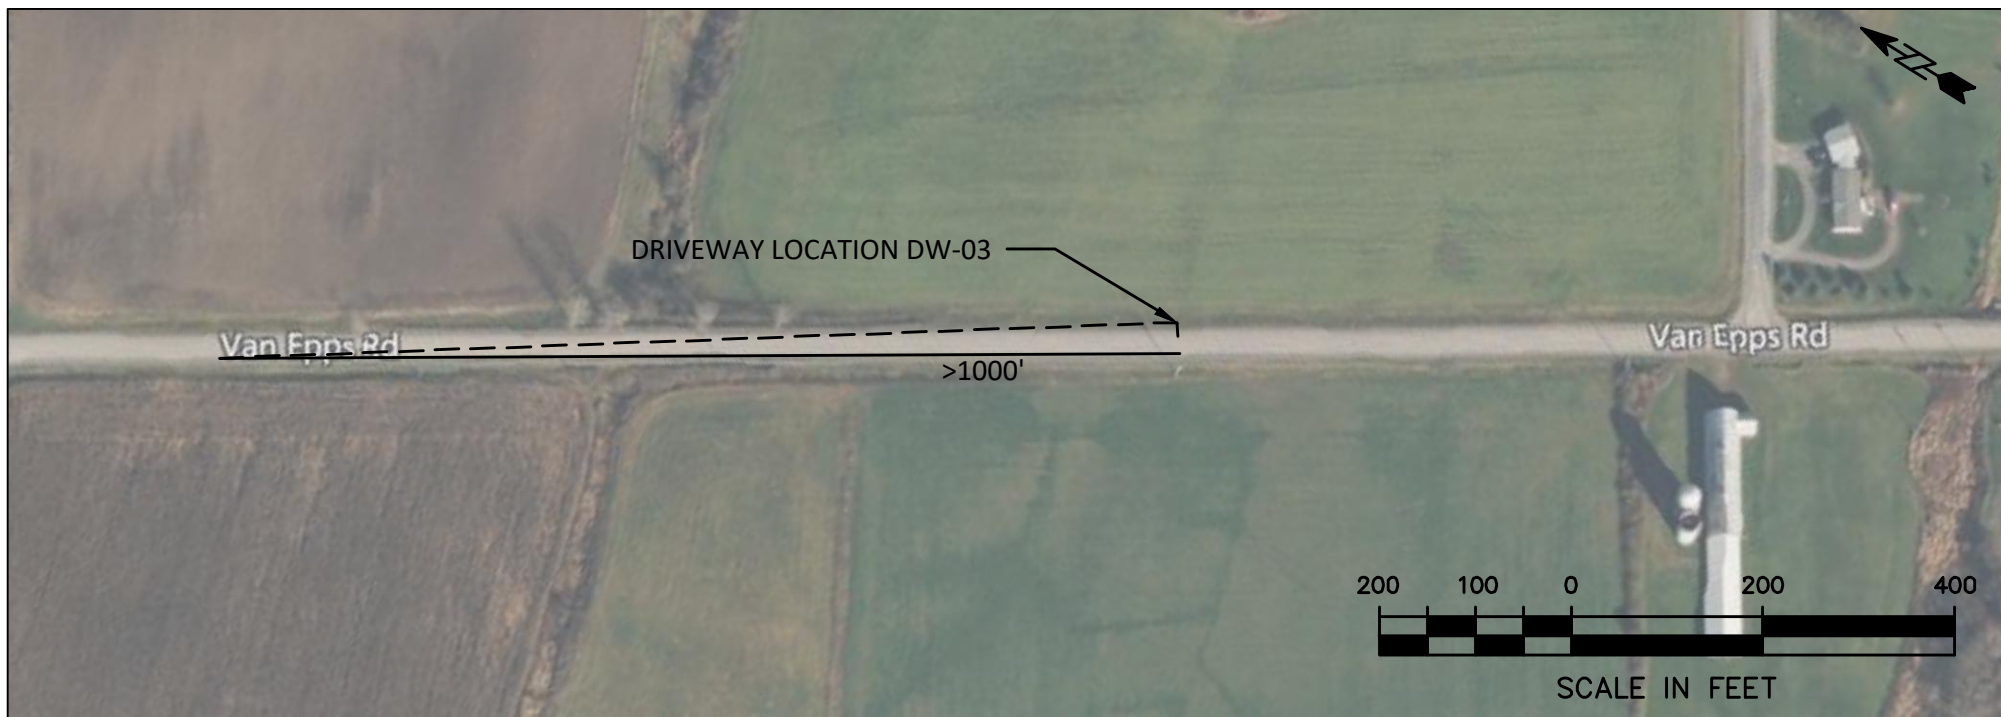 DRIVEWAY LOCATION DW-03
Van Epps Rd
Van Epps Rd
>1000'
200 100 0 200 400
SCALE IN FEET